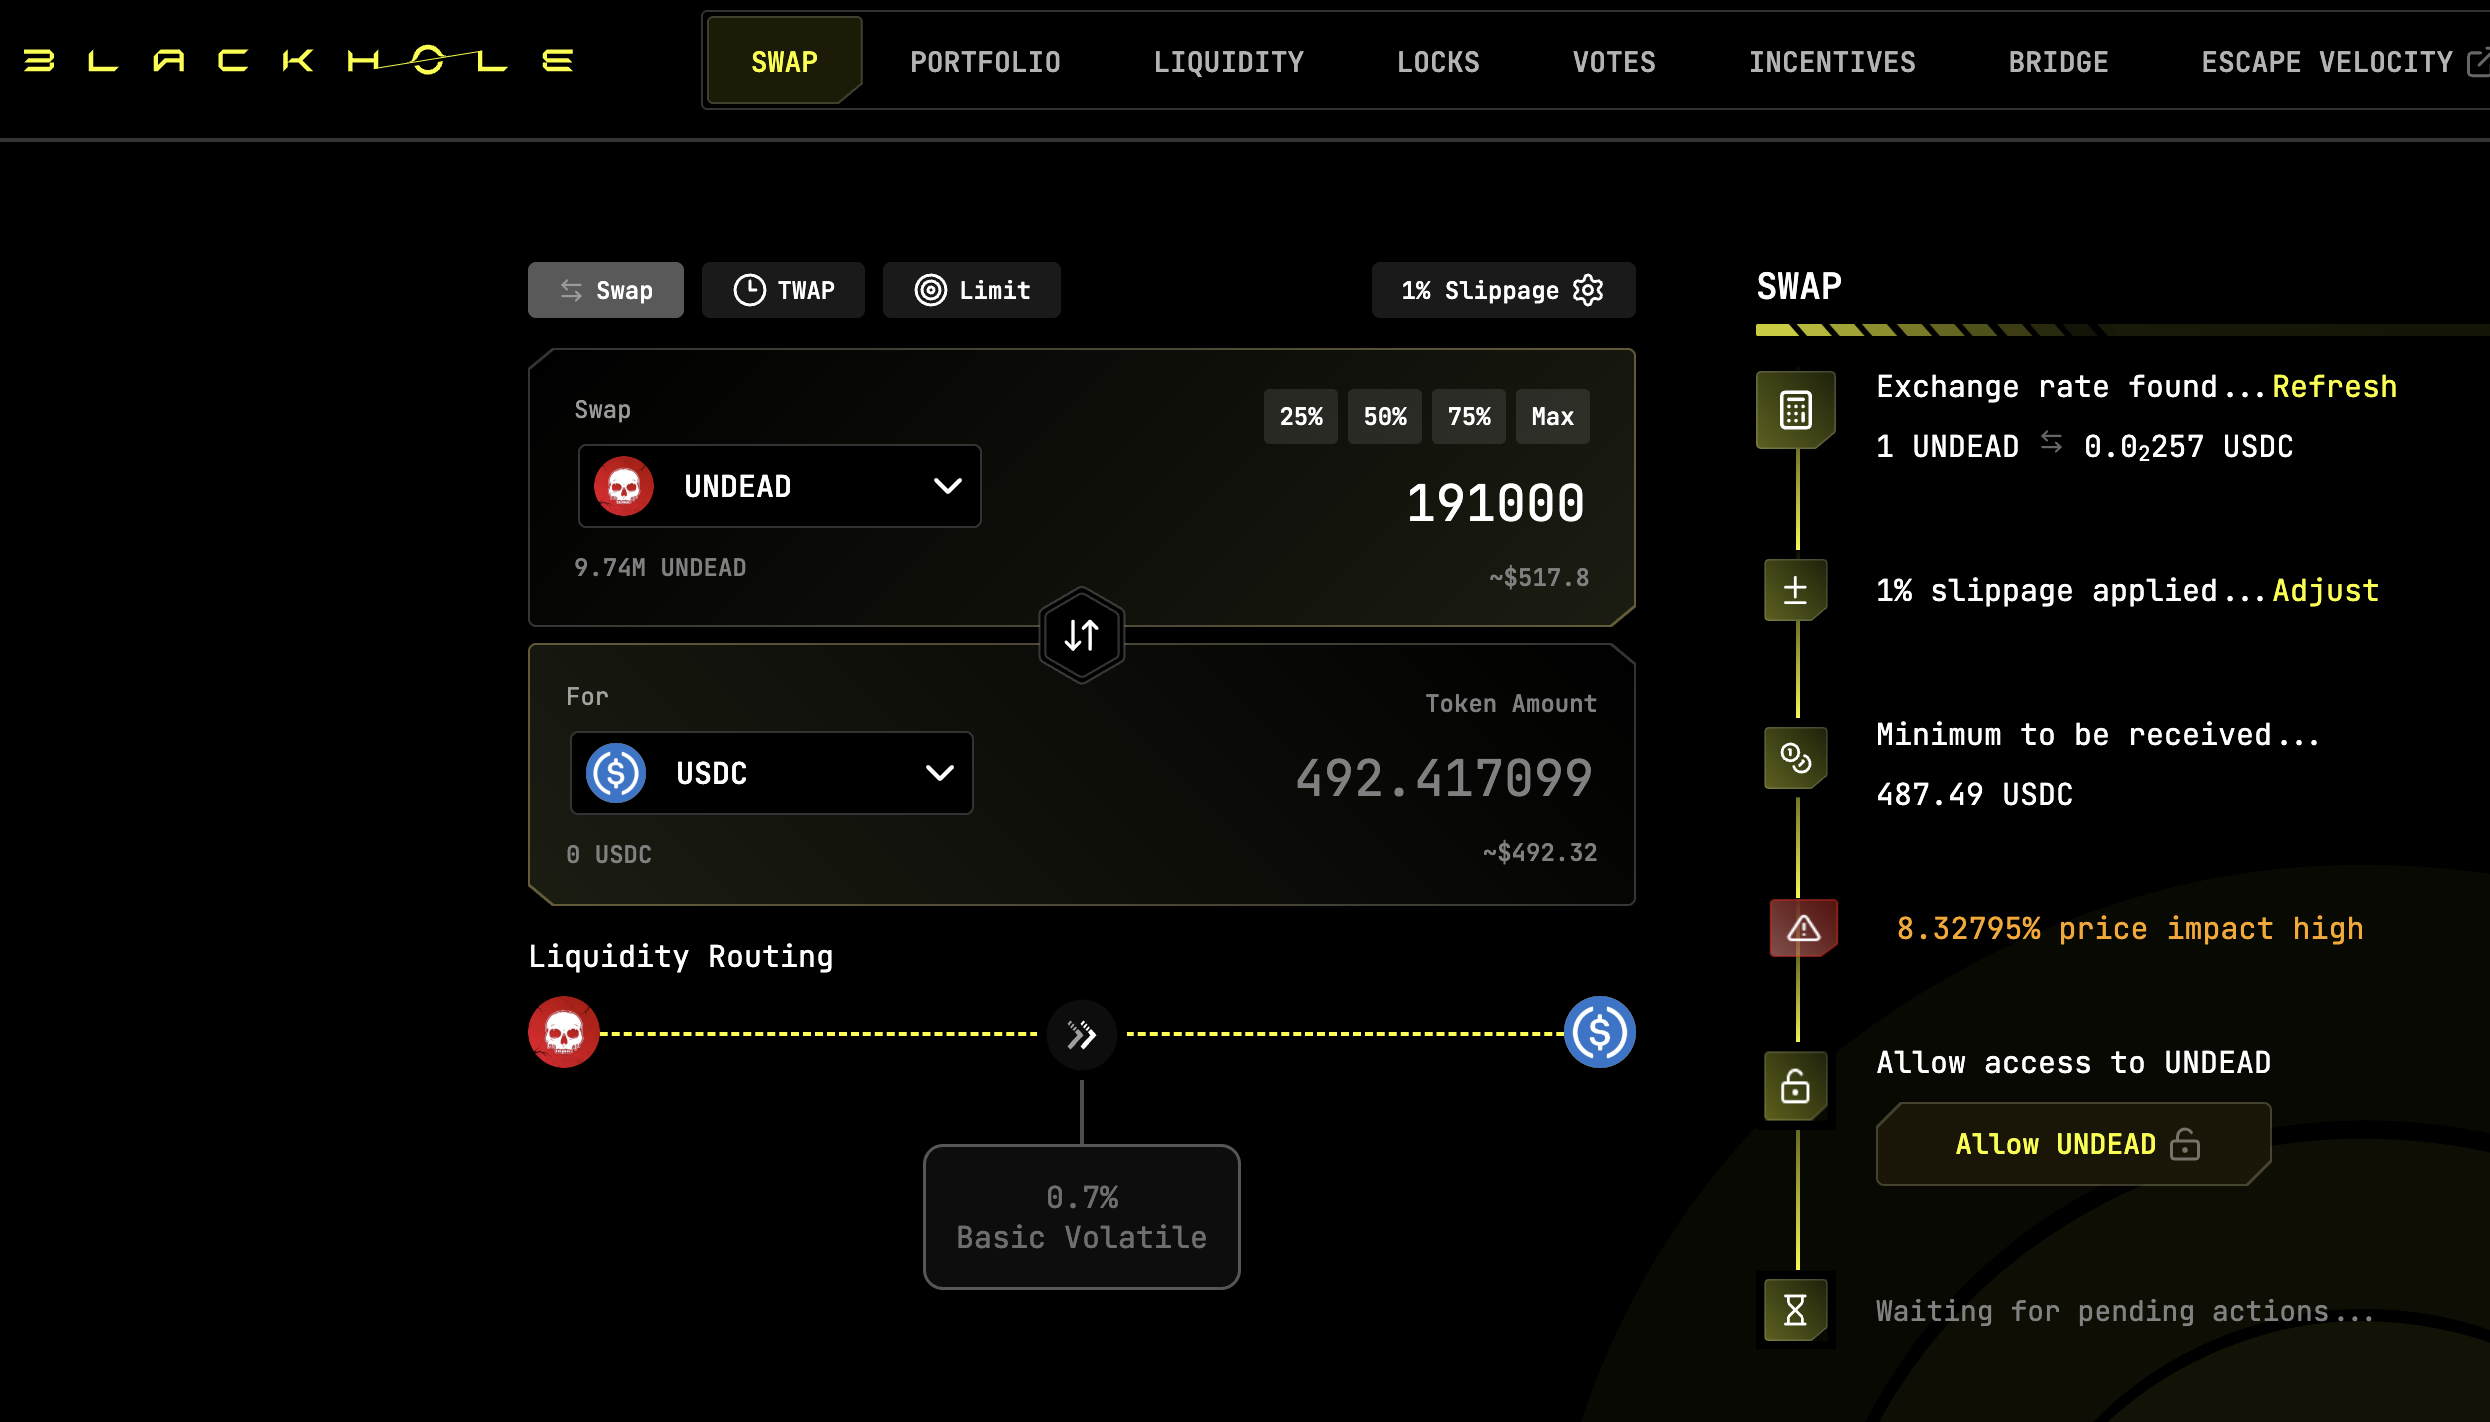 BLACKHOLE
SWAP PORTFOLIO LIQUIDITY LOCKS VOTES INCENTIVES BRIDGE ESCAPE VELOCITY
Swap TWAP Limit 1% Slippage
Swap
25% 50% 75% Max
UNDEAD
191000
9.74M UNDEAD
~$517.8
For
Token Amount
USDC
492.417099
0 USDC
~$492.32
Liquidity Routing
0.7%
Basic Volatile
SWAP
Exchange rate found...Refresh
1 UNDEAD ⇆ 0.0₂257 USDC
1% slippage applied...Adjust
Minimum to be received...
487.49 USDC
8.32795% price impact high
Allow access to UNDEAD
Allow UNDEAD
Waiting for pending actions...